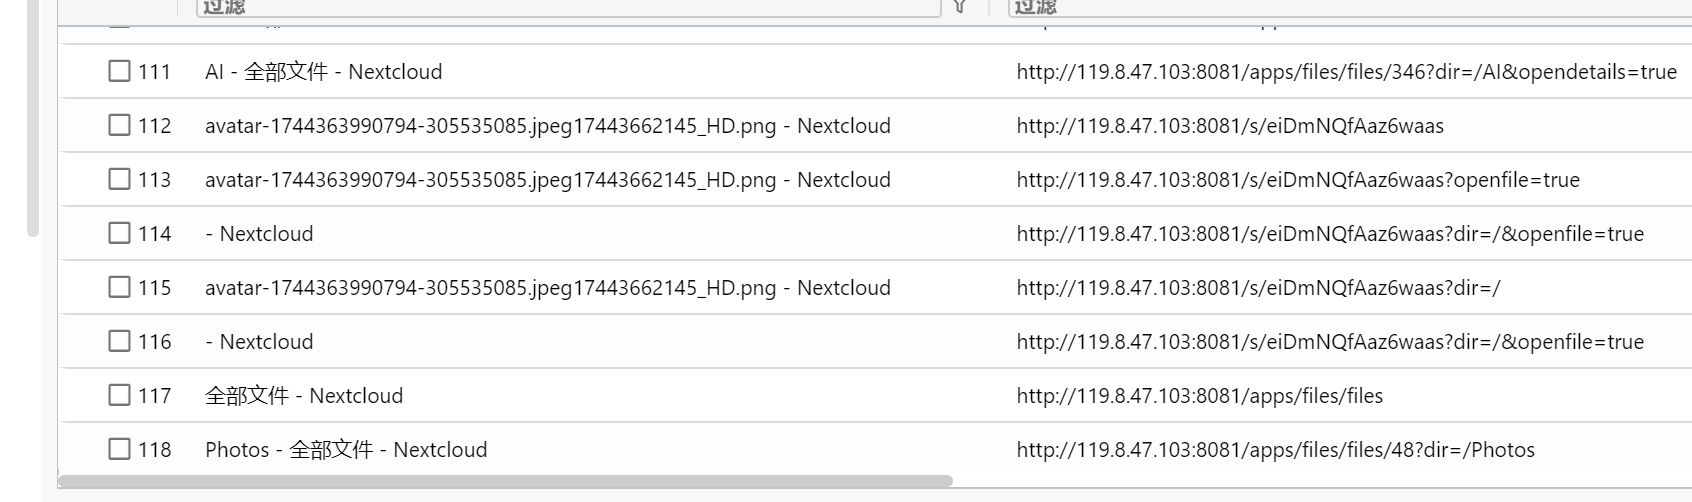 过滤 过滤
111 AI - 全部文件 - Nextcloud http://119.8.47.103:8081/apps/files/files/346?dir=/AI&opendetails=true
112 avatar-1744363990794-305535085.jpeg17443662145_HD.png - Nextcloud http://119.8.47.103:8081/s/eiDmNQfAaz6waas
113 avatar-1744363990794-305535085.jpeg17443662145_HD.png - Nextcloud http://119.8.47.103:8081/s/eiDmNQfAaz6waas?openfile=true
114 - Nextcloud http://119.8.47.103:8081/s/eiDmNQfAaz6waas?dir=/&openfile=true
115 avatar-1744363990794-305535085.jpeg17443662145_HD.png - Nextcloud http://119.8.47.103:8081/s/eiDmNQfAaz6waas?dir=/
116 - Nextcloud http://119.8.47.103:8081/s/eiDmNQfAaz6waas?dir=/&openfile=true
117 全部文件 - Nextcloud http://119.8.47.103:8081/apps/files/files
118 Photos - 全部文件 - Nextcloud http://119.8.47.103:8081/apps/files/files/48?dir=/Photos